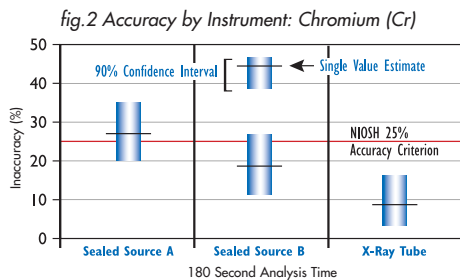 fig.2 Accuracy by Instrument: Chromium (Cr)
50
40
30
20
10
0
Inaccuracy (%)
90% Confidence Interval
Single Value Estimate
NIOSH 25%
Accuracy Criterion
Sealed Source A
Sealed Source B
X-Ray Tube
180 Second Analysis Time